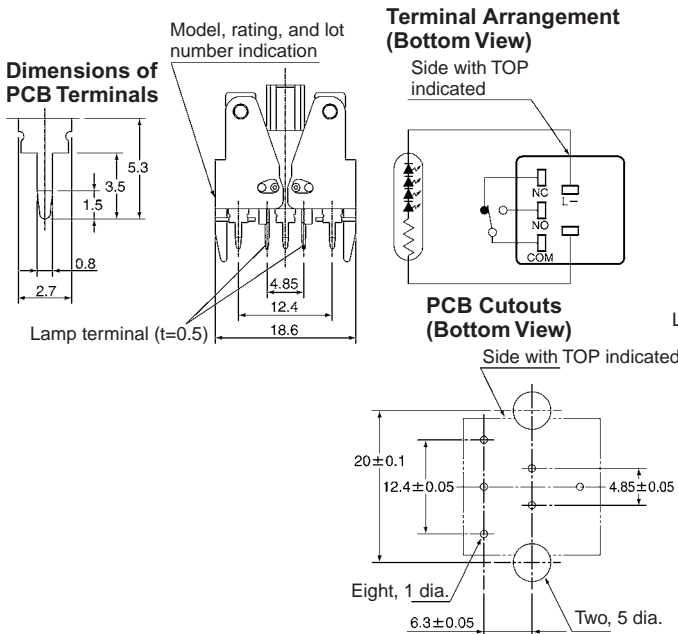 Model, rating, and lot
number indication
Dimensions of
PCB Terminals
5.3
3.5
1.5
0.8
2.7
4.85
12.4
18.6
Lamp terminal (t=0.5)
Terminal Arrangement
(Bottom View)
Side with TOP
indicated
NC
L−
NO
COM
PCB Cutouts
(Bottom View)
L
Side with TOP indicated
20±0.1
12.4±0.05
4.85±0.05
Eight, 1 dia.
Two, 5 dia.
6.3±0.05